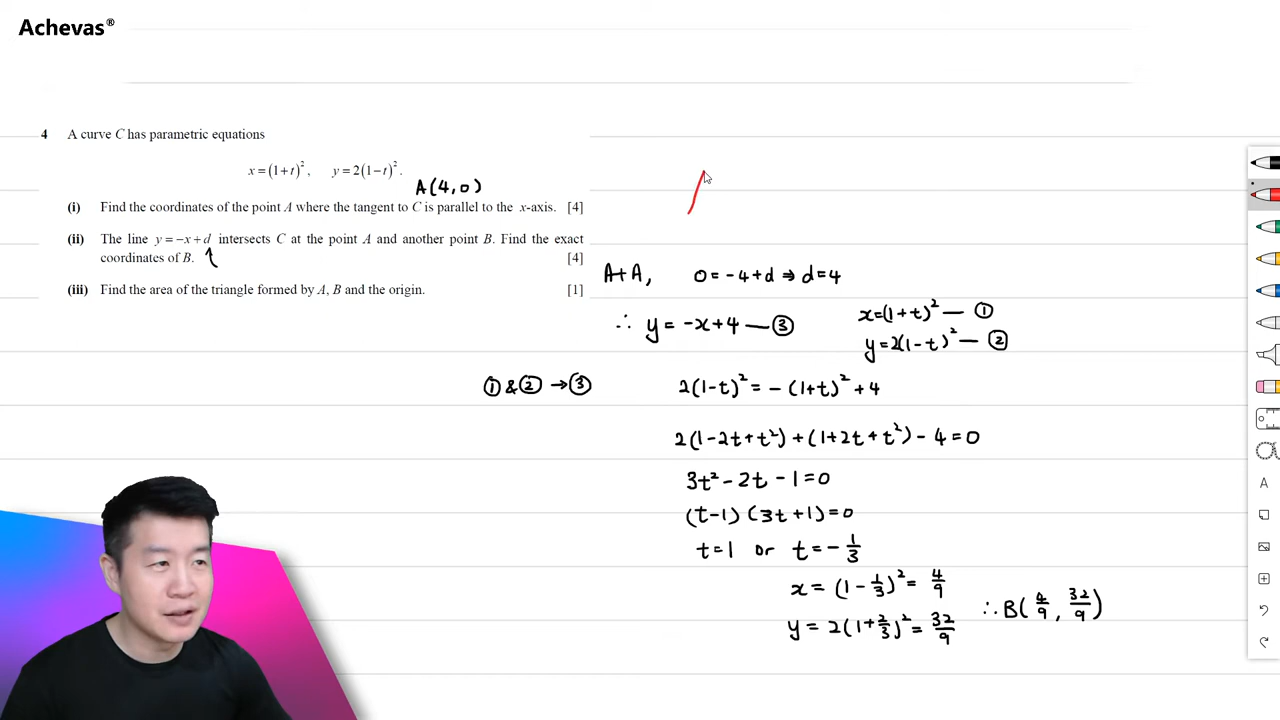 Achevas®
4 A curve C has parametric equations
x=(1+t)², y=2(1−t)².
A(4,0)
(i) Find the coordinates of the point A where the tangent to C is parallel to the x-axis. [4]
(ii) The line y=−x+d intersects C at the point A and another point B. Find the exact
coordinates of B. [4]
(iii) Find the area of the triangle formed by A, B and the origin. [1]
At A, 0=-4+d ⇒ d=4
∴ y=-x+4 — ③
x=(1+t)² — ①
y=2(1-t)² — ②
① & ② → ③ 2(1-t)² = -(1+t)² + 4
2(1-2t+t²)+(1+2t+t²)-4=0
3t²-2t-1=0
(t-1)(3t+1)=0
t=1 or t=-1/3
x=(1-1/3)²=4/9
y=2(1+2/3)²=32/9
∴ B(4/9, 32/9)
A